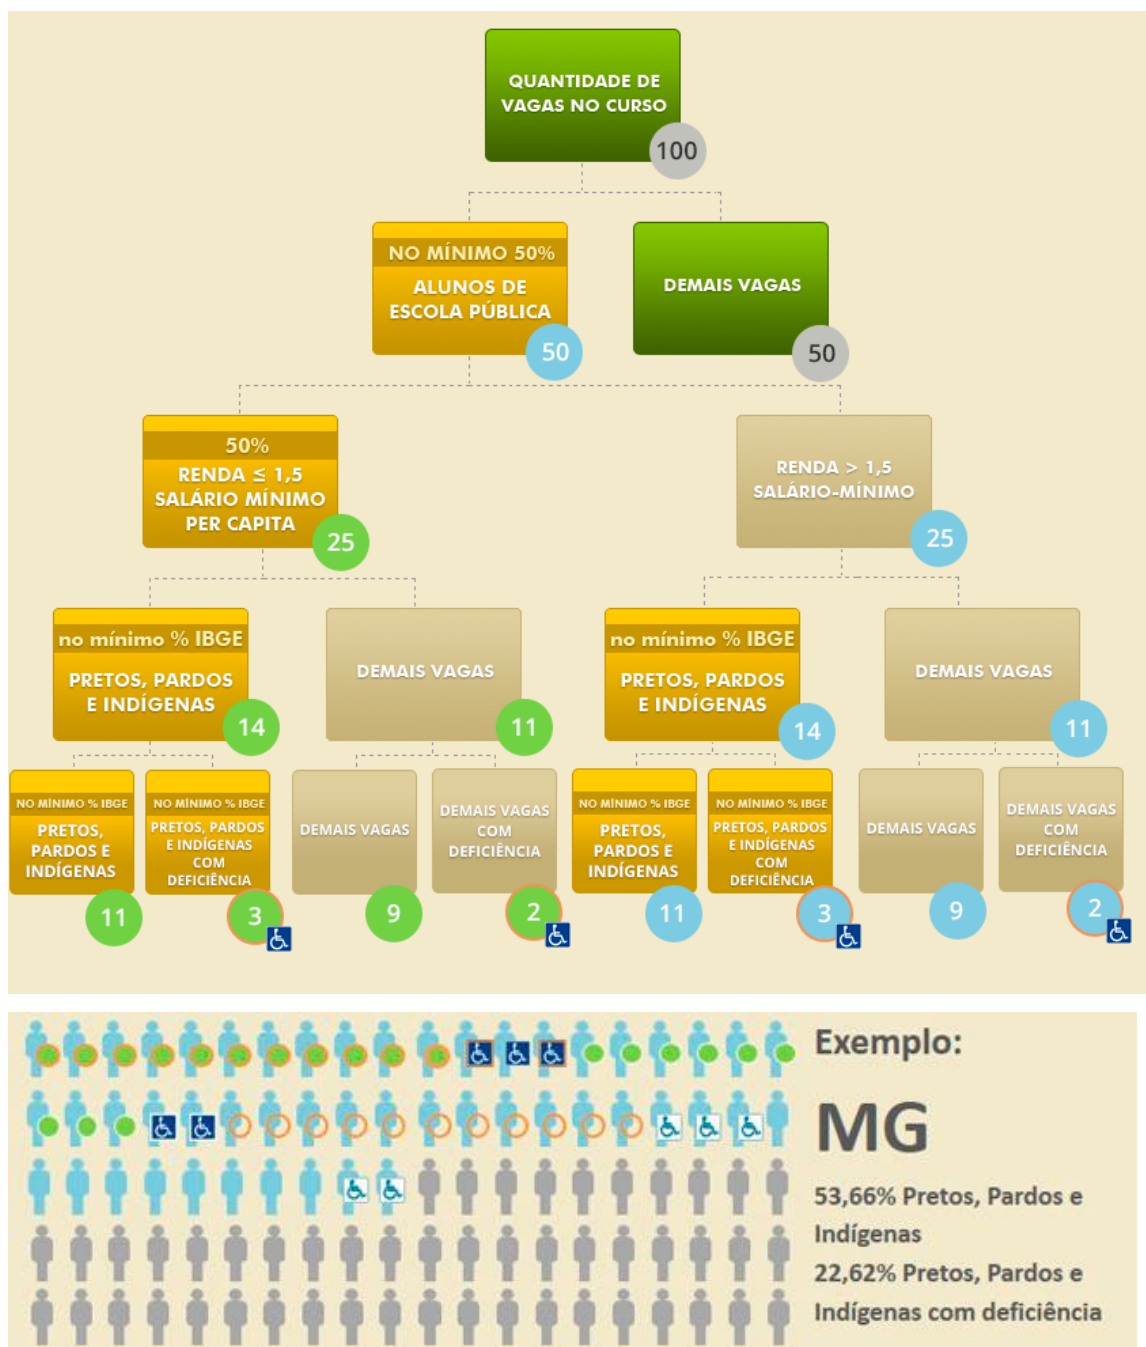 QUANTIDADE DE
VAGAS NO CURSO
100
NO MÍNIMO 50%
ALUNOS DE
ESCOLA PÚBLICA
50
DEMAIS VAGAS
50
50%
RENDA ≤ 1,5
SALÁRIO MÍNIMO
PER CAPITA
25
RENDA > 1,5
SALÁRIO-MÍNIMO
25
no mínimo % IBGE
PRETOS, PARDOS
E INDÍGENAS
14
DEMAIS VAGAS
11
no mínimo % IBGE
PRETOS, PARDOS
E INDÍGENAS
14
DEMAIS VAGAS
11
NO MÍNIMO % IBGE
PRETOS,
PARDOS E
INDÍGENAS
11
NO MÍNIMO % IBGE
PRETOS, PARDOS
E INDÍGENAS
COM
DEFICIÊNCIA
3
DEMAIS VAGAS
9
DEMAIS VAGAS
COM
DEFICIÊNCIA
2
NO MÍNIMO % IBGE
PRETOS,
PARDOS E
INDÍGENAS
11
NO MÍNIMO % IBGE
PRETOS, PARDOS
E INDÍGENAS
COM
DEFICIÊNCIA
3
DEMAIS VAGAS
9
DEMAIS VAGAS
COM
DEFICIÊNCIA
2
Exemplo:
MG
53,66% Pretos, Pardos e
Indígenas
22,62% Pretos, Pardos e
Indígenas com deficiência